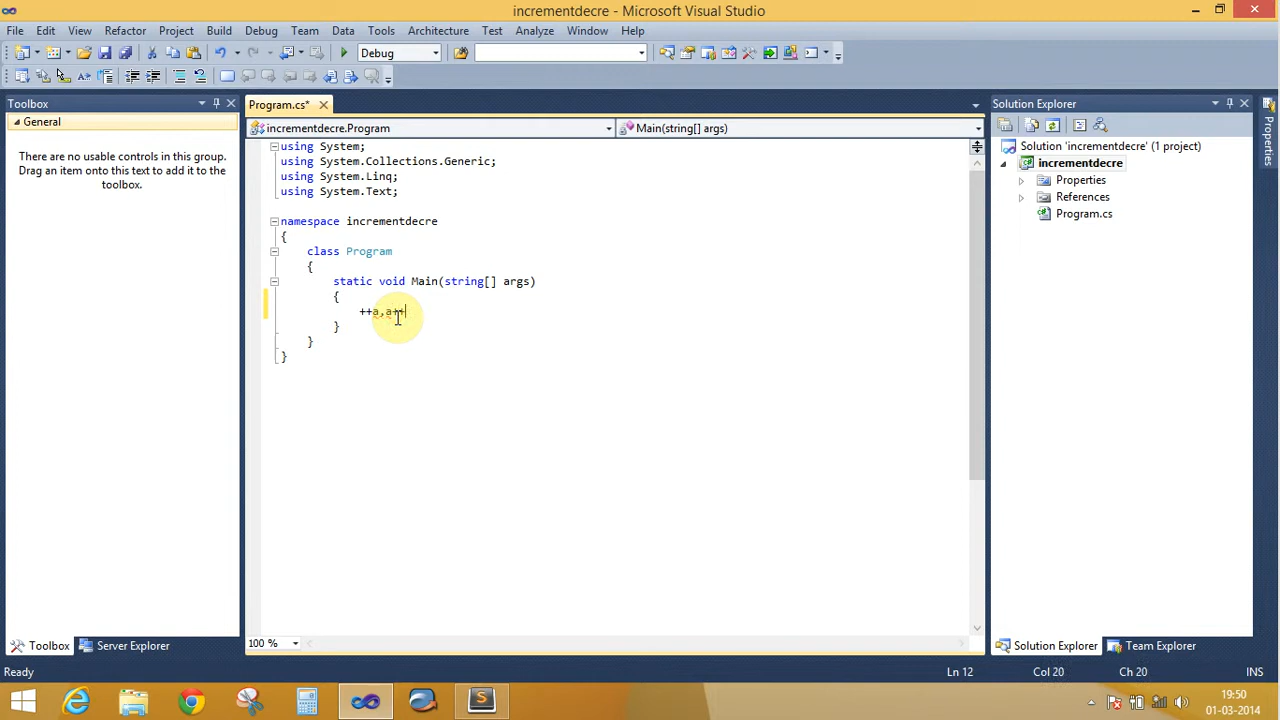 incrementdecre - Microsoft Visual Studio
File Edit View Refactor Project Build Debug Team Data Tools Architecture Test Analyze Window Help
Debug
Toolbox
General
There are no usable controls in this group.
Drag an item onto this text to add it to the
toolbox.
Toolbox Server Explorer
Program.cs*
incrementdecre.Program Main(string[] args)
using System;
using System.Collections.Generic;
using System.Linq;
using System.Text;
namespace incrementdecre
{
class Program
{
static void Main(string[] args)
{
++a,a++
}
}
}
100 %
Solution Explorer
Solution 'incrementdecre' (1 project)
incrementdecre
Properties
References
Program.cs
Solution Explorer Team Explorer
Properties
Ready Ln 12 Col 20 Ch 20 INS
19:50
01-03-2014